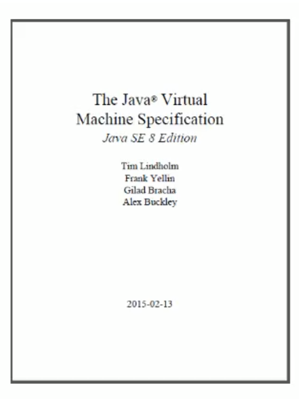 The Java® Virtual
Machine Specification
Java SE 8 Edition
Tim Lindholm
Frank Yellin
Gilad Bracha
Alex Buckley
2015-02-13